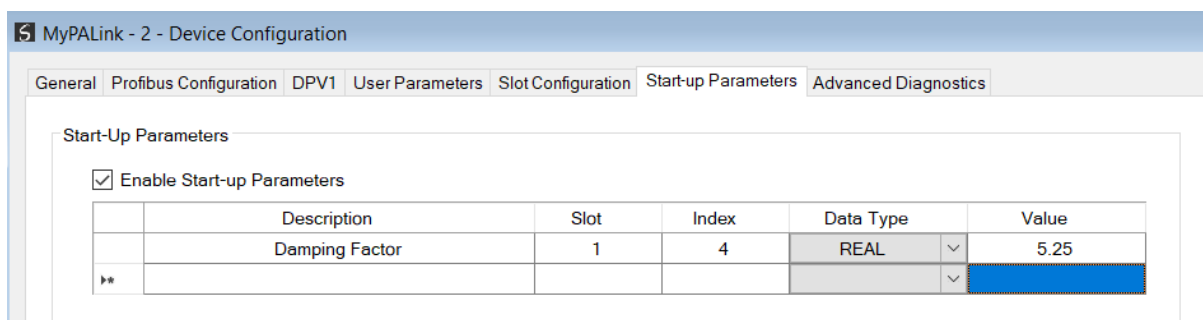 MyPALink - 2 - Device Configuration
General Profibus Configuration DPV1 User Parameters Slot Configuration Start-up Parameters Advanced Diagnostics
Start-Up Parameters
Enable Start-up Parameters
Description Slot Index Data Type Value
Damping Factor 1 4 REAL 5.25